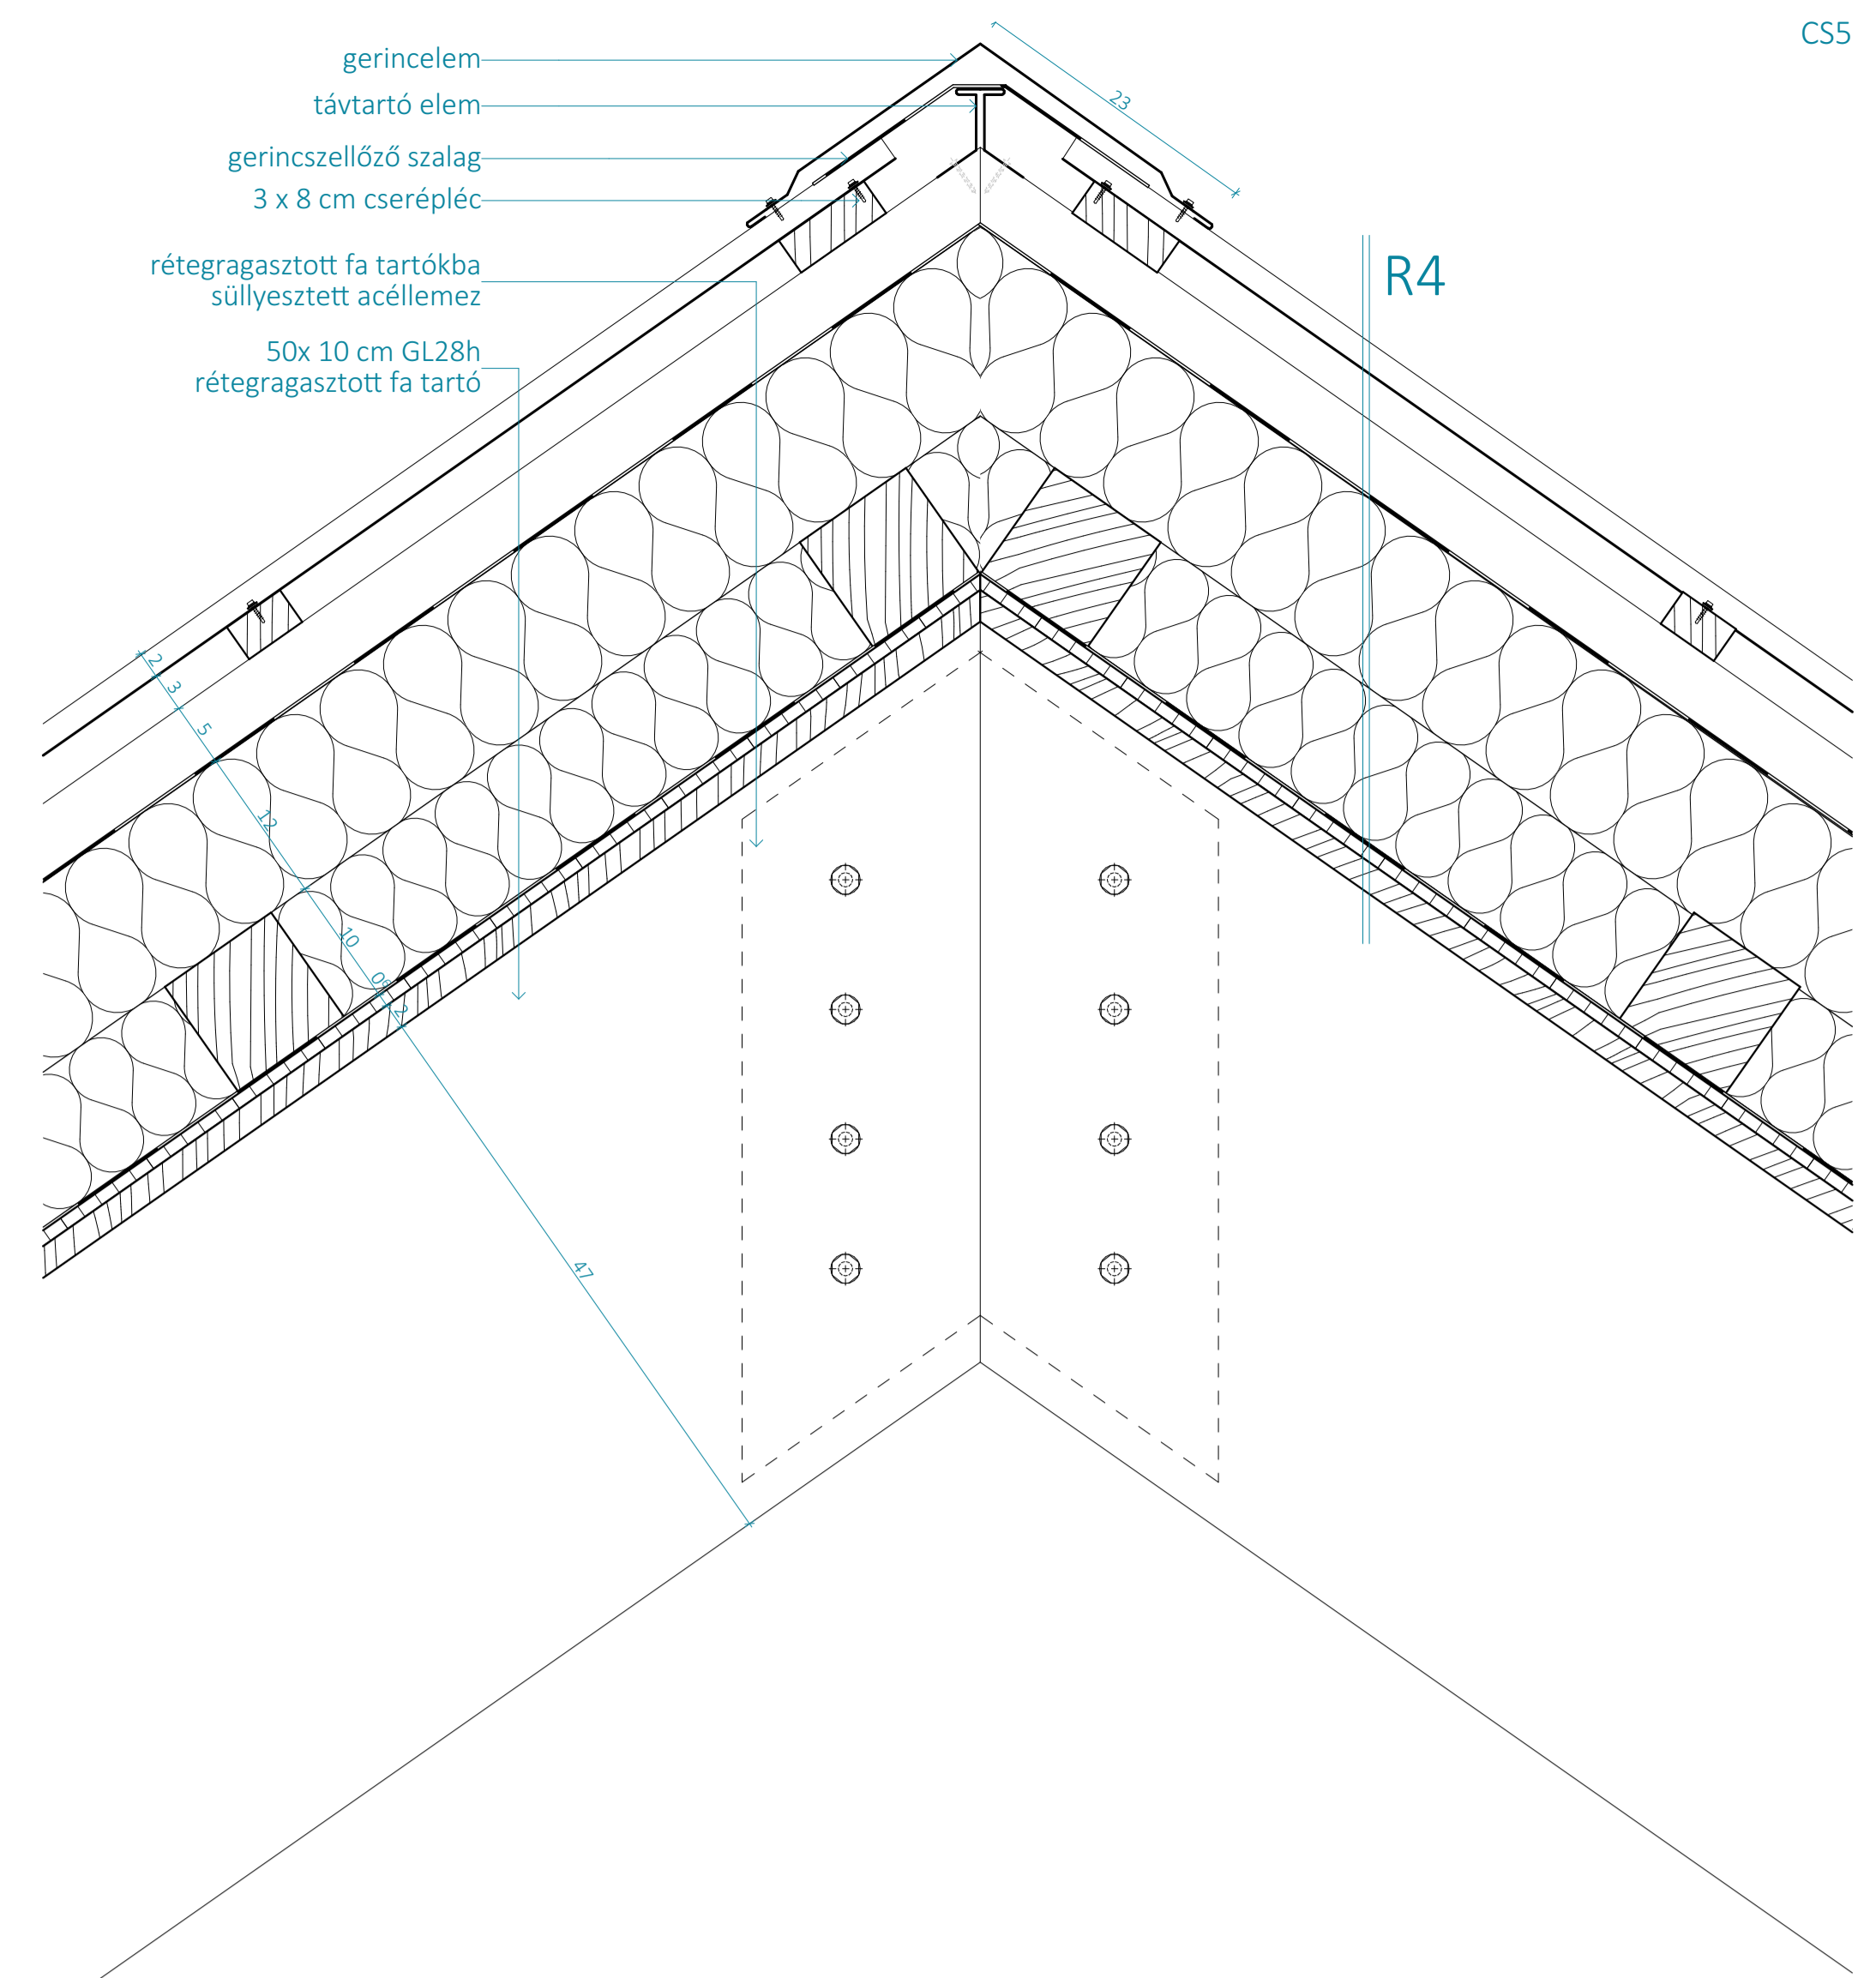 CS5
gerincelem
távtartó elem
gerincszellőző szalag
3 x 8 cm cserépléc
rétegragasztott fa tartókba
süllyesztett acéllemez
50x 10 cm GL28h
rétegragasztott fa tartó
R4
23
2
3
5
12
10
0⁹
2
47